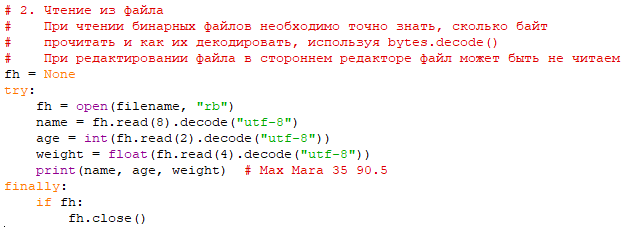 # 2. Чтение из файла
#    При чтении бинарных файлов необходимо точно знать, сколько байт
#    прочитать и как их декодировать, используя bytes.decode()
#    При редактировании файла в стороннем редакторе файл может быть не читаем
fh = None
try:
    fh = open(filename, "rb")
    name = fh.read(8).decode("utf-8")
    age = int(fh.read(2).decode("utf-8"))
    weight = float(fh.read(4).decode("utf-8"))
    print(name, age, weight)  # Max Mara 35 90.5
finally:
    if fh:
        fh.close()